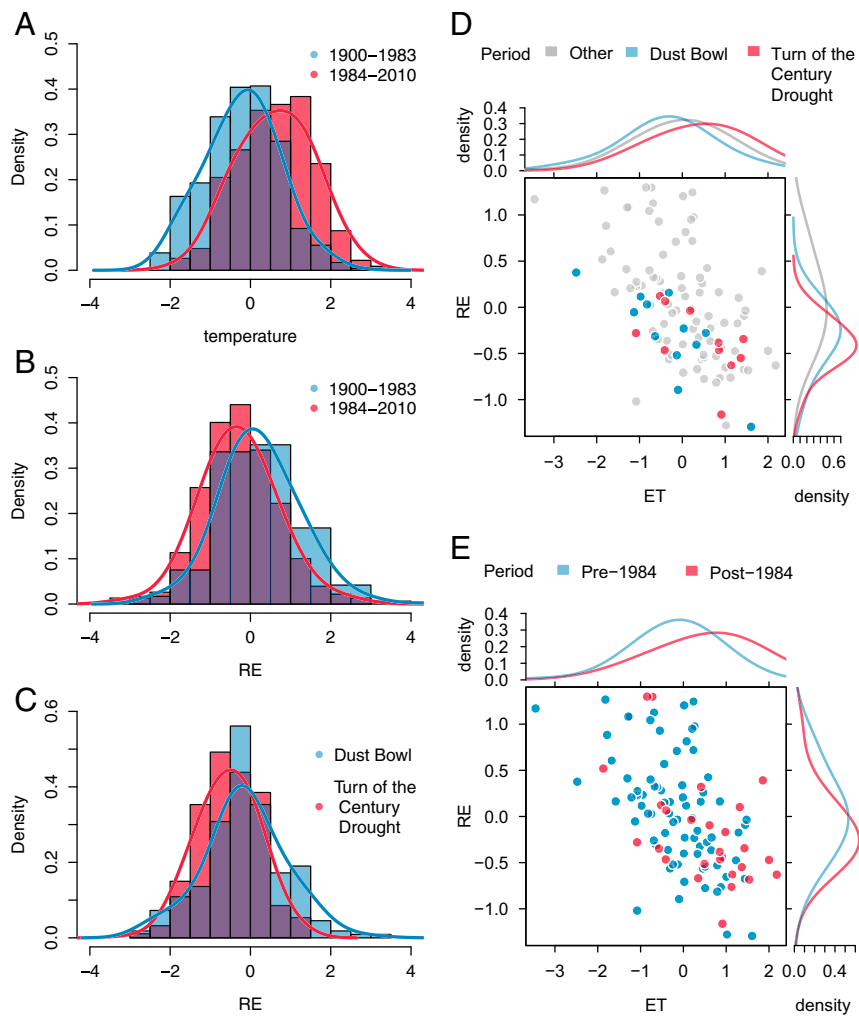 A
0.5
0.4
0.3
0.2
0.1
0.0
Density
1900−1983
1984−2010
−4
−2
0
2
4
temperature
B
0.5
0.4
0.3
0.2
0.1
0.0
Density
1900−1983
1984−2010
−4
−2
0
2
4
RE
C
0.6
0.4
0.2
0.0
Density
Dust Bowl
Turn of the
Century
Drought
−4
−2
0
2
4
RE
D
Period
Other
Dust Bowl
Turn of the
Century
Drought
density
0.4
0.3
0.2
0.1
0.0
RE
1.0
0.5
0.0
−0.5
−1.0
−3
−2
−1
0
1
2
ET
0.0
0.6
density
E
Period
Pre−1984
Post−1984
density
0.4
0.3
0.2
0.1
0.0
RE
1.0
0.5
0.0
−0.5
−1.0
−3
−2
−1
0
1
2
ET
0.0
0.4
density